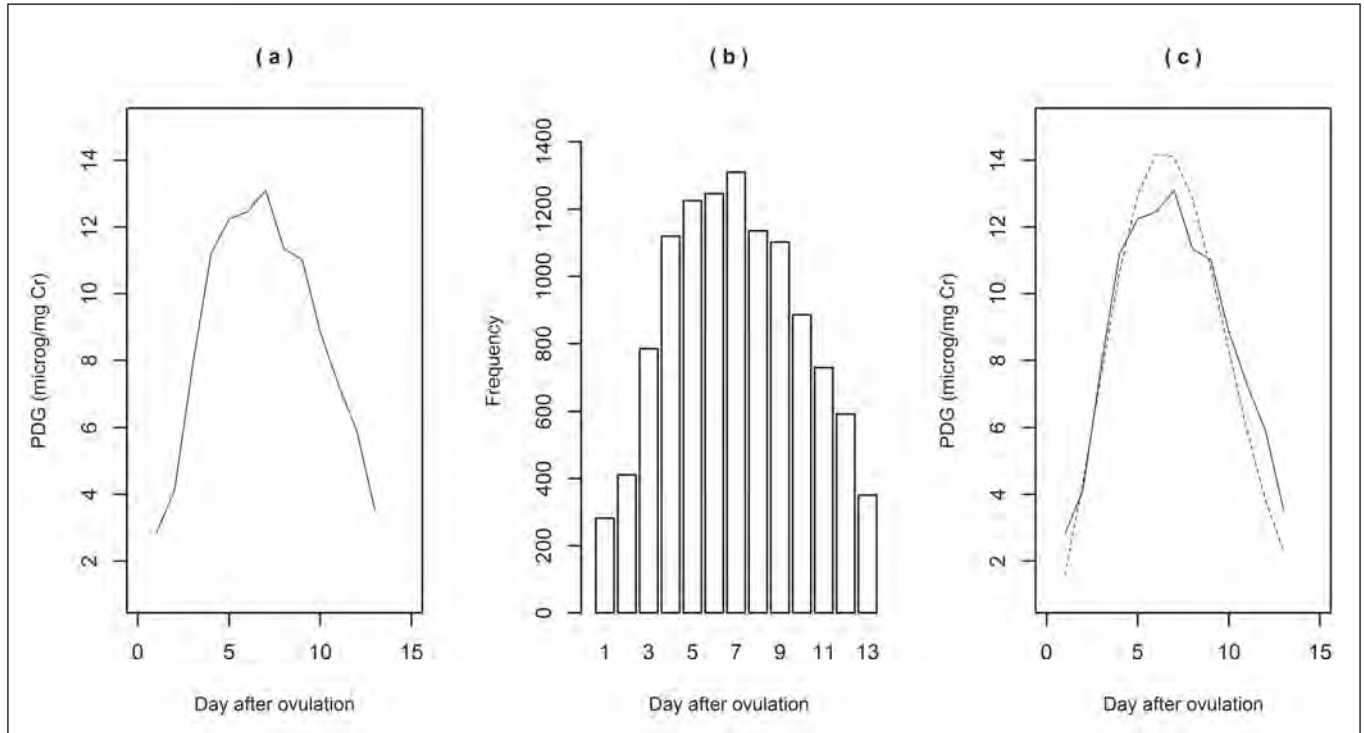 ( a )
PDG (microg/mg Cr)
14
12
10
8
6
4
2
0 5 10 15
Day after ovulation
( b )
Frequency
1400
1200
1000
800
600
400
200
0
1 3 5 7 9 11 13
Day after ovulation
( c )
PDG (microg/mg Cr)
14
12
10
8
6
4
2
0 5 10 15
Day after ovulation